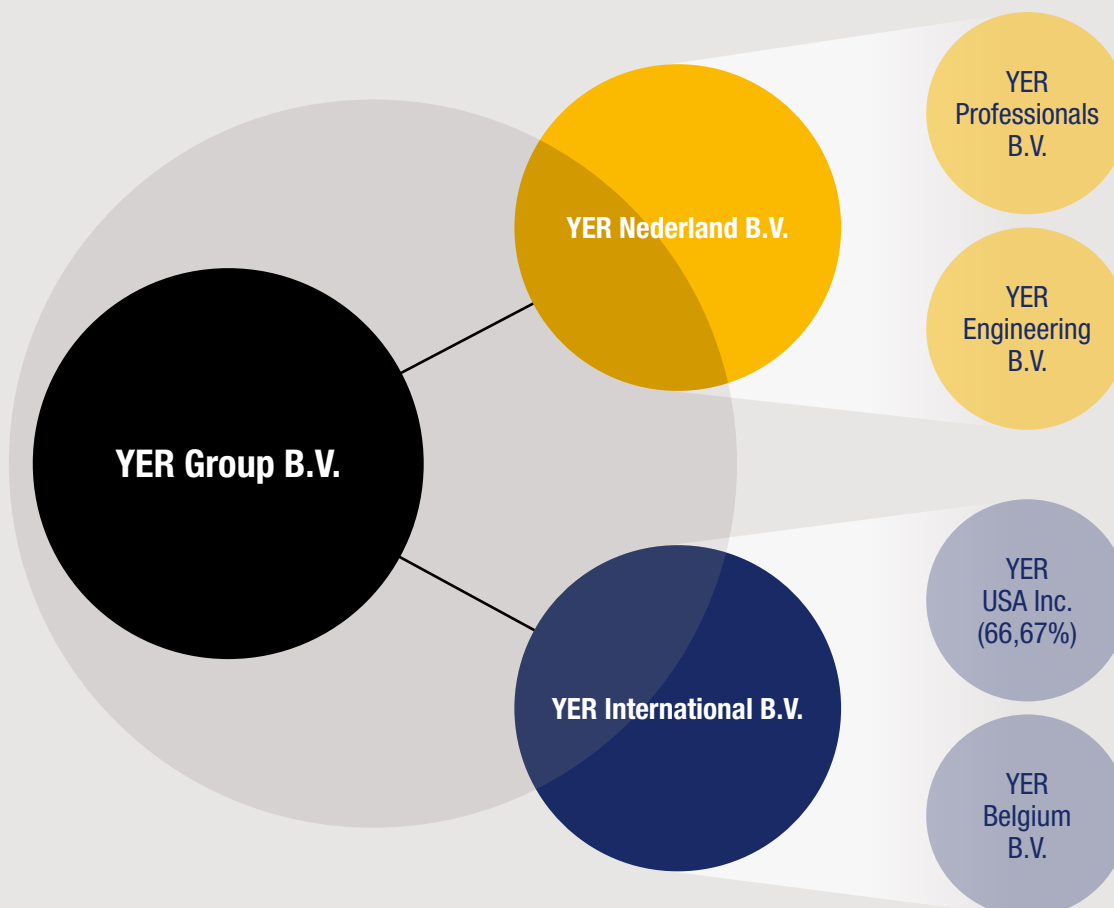 YER Group B.V.
YER Nederland B.V.
YER
Professionals
B.V.
YER
Engineering
B.V.
YER International B.V.
YER
USA Inc.
(66,67%)
YER
Belgium
B.V.